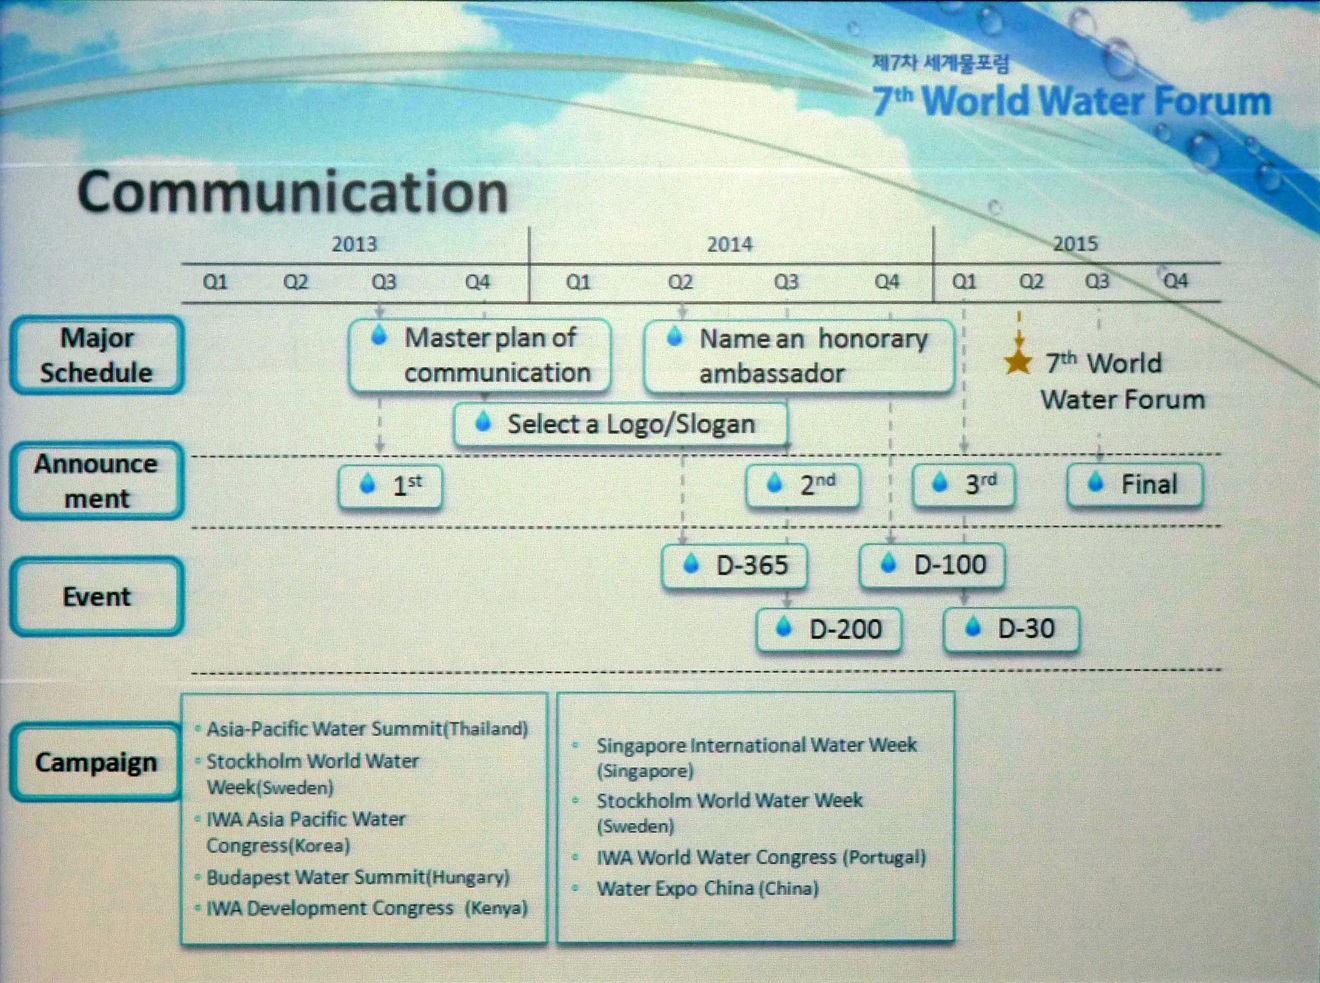 제7차 세계물포럼
7th World Water Forum
Communication
2013 2014 2015
Q1 Q2 Q3 Q4 Q1 Q2 Q3 Q4 Q1 Q2 Q3 Q4
Major
Schedule
Master plan of
communication
Name an honorary
ambassador
7th World
Water Forum
Select a Logo/Slogan
Announce
ment
1st 2nd 3rd Final
Event
D-365 D-100
D-200 D-30
Campaign
Asia-Pacific Water Summit(Thailand)
Stockholm World Water
Week(Sweden)
IWA Asia Pacific Water
Congress(Korea)
Budapest Water Summit(Hungary)
IWA Development Congress (Kenya)
Singapore International Water Week
(Singapore)
Stockholm World Water Week
(Sweden)
IWA World Water Congress (Portugal)
Water Expo China (China)